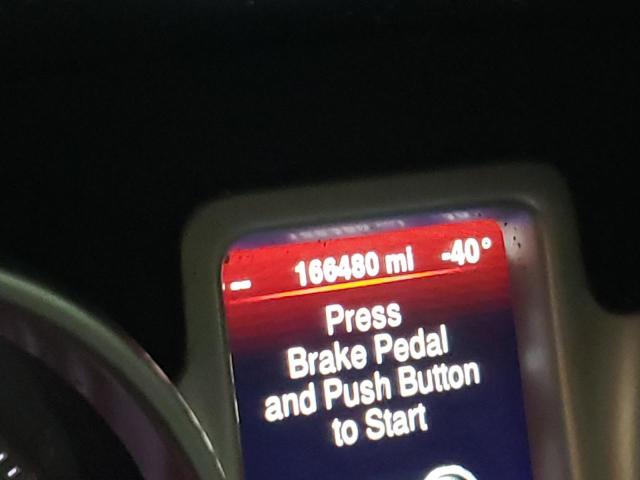 -- 166480 mi -40°
Press
Brake Pedal
and Push Button
to Start